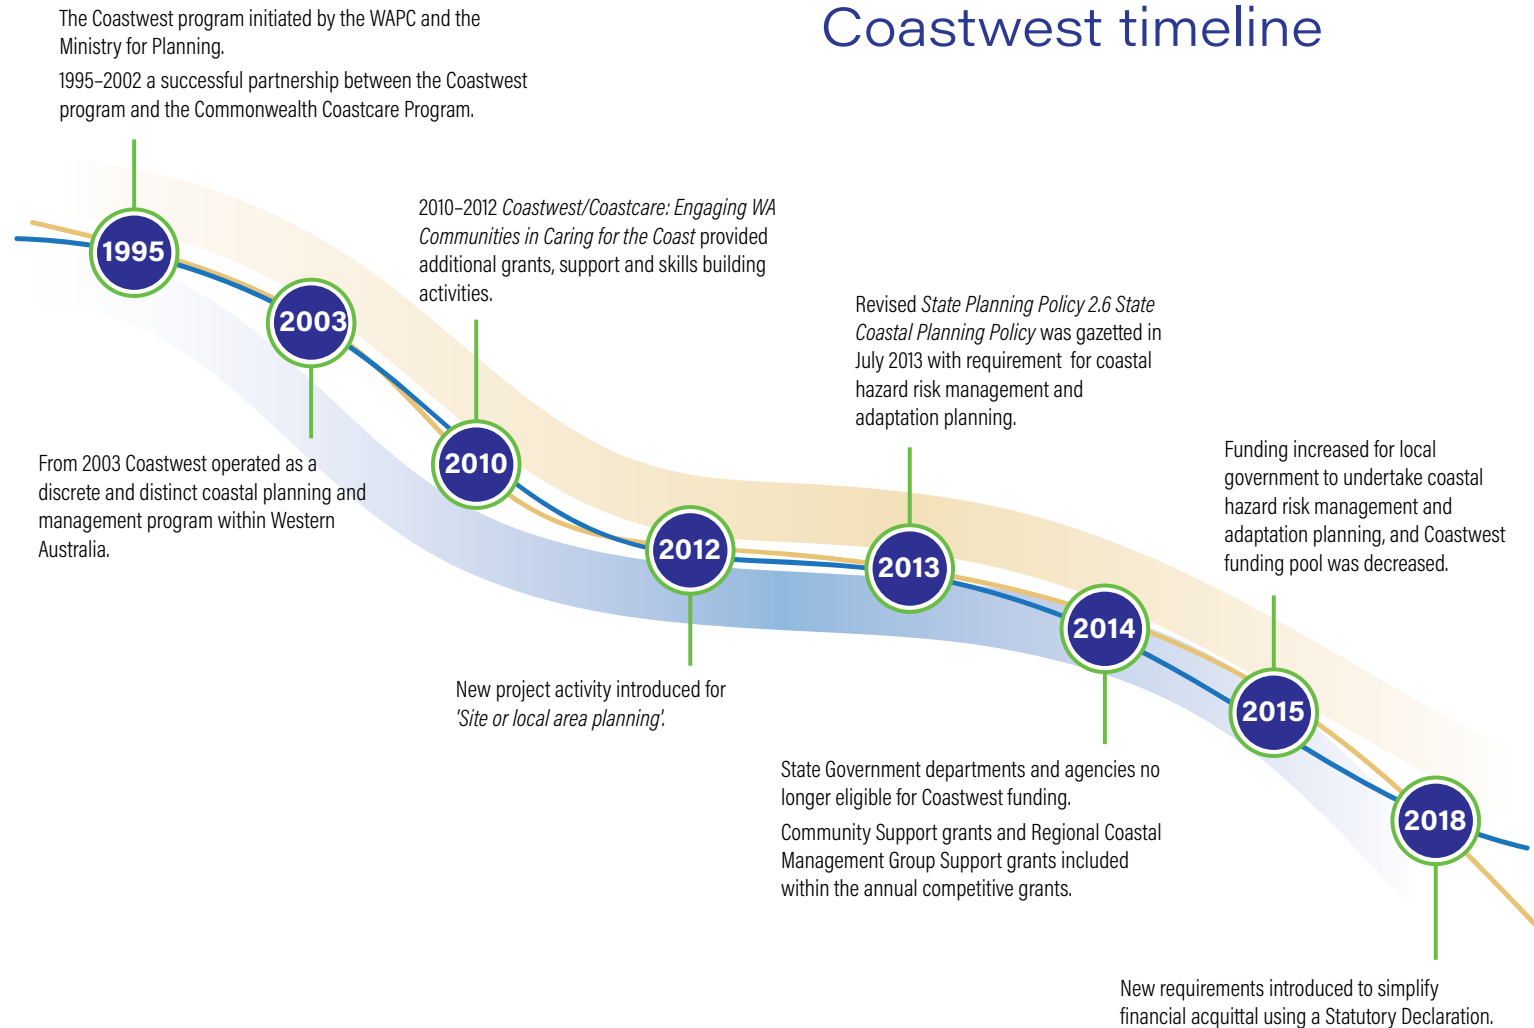 Coastwest timeline
The Coastwest program initiated by the WAPC and the
Ministry for Planning.
1995–2002 a successful partnership between the Coastwest
program and the Commonwealth Coastcare Program.
1995
2003
From 2003 Coastwest operated as a
discrete and distinct coastal planning and
management program within Western
Australia.
2010–2012 Coastwest/Coastcare: Engaging WA
Communities in Caring for the Coast provided
additional grants, support and skills building
activities.
2010
2012
New project activity introduced for
'Site or local area planning'.
Revised State Planning Policy 2.6 State
Coastal Planning Policy was gazetted in
July 2013 with requirement  for coastal
hazard risk management and
adaptation planning.
2013
2014
State Government departments and agencies no
longer eligible for Coastwest funding.
Community Support grants and Regional Coastal
Management Group Support grants included
within the annual competitive grants.
Funding increased for local
government to undertake coastal
hazard risk management and
adaptation planning, and Coastwest
funding pool was decreased.
2015
2018
New requirements introduced to simplify
financial acquittal using a Statutory Declaration.